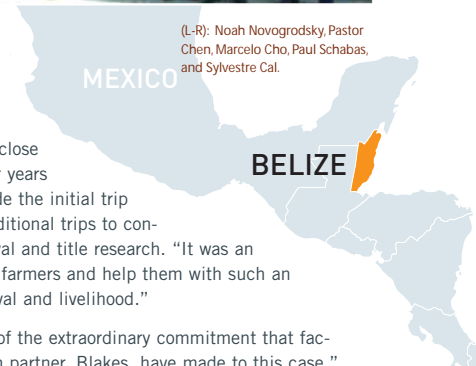 (L-R): Noah Novogrodsky, Pastor
Chen, Marcelo Cho, Paul Schabas,
and Sylvestre Cal.
MEXICO
BELIZE
close
years
the initial trip
ditional trips to con-
al and title research. “It was an
farmers and help them with such an
val and livelihood.”
of the extraordinary commitment that fac-
partner, Blakes, have made to this case.”